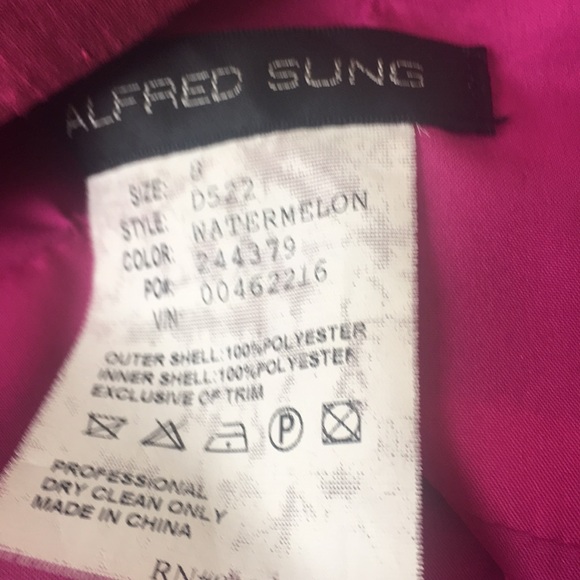 ALFRED SUNG
SIZE: 8
STYLE: D522
COLOR: WATERMELON
PO#: 244379
VIN 00462216
OUTER SHELL:100%POLYESTER
INNER SHELL:100%POLYESTER
EXCLUSIVE OF TRIM
P
PROFESSIONAL
DRY CLEAN ONLY
MADE IN CHINA